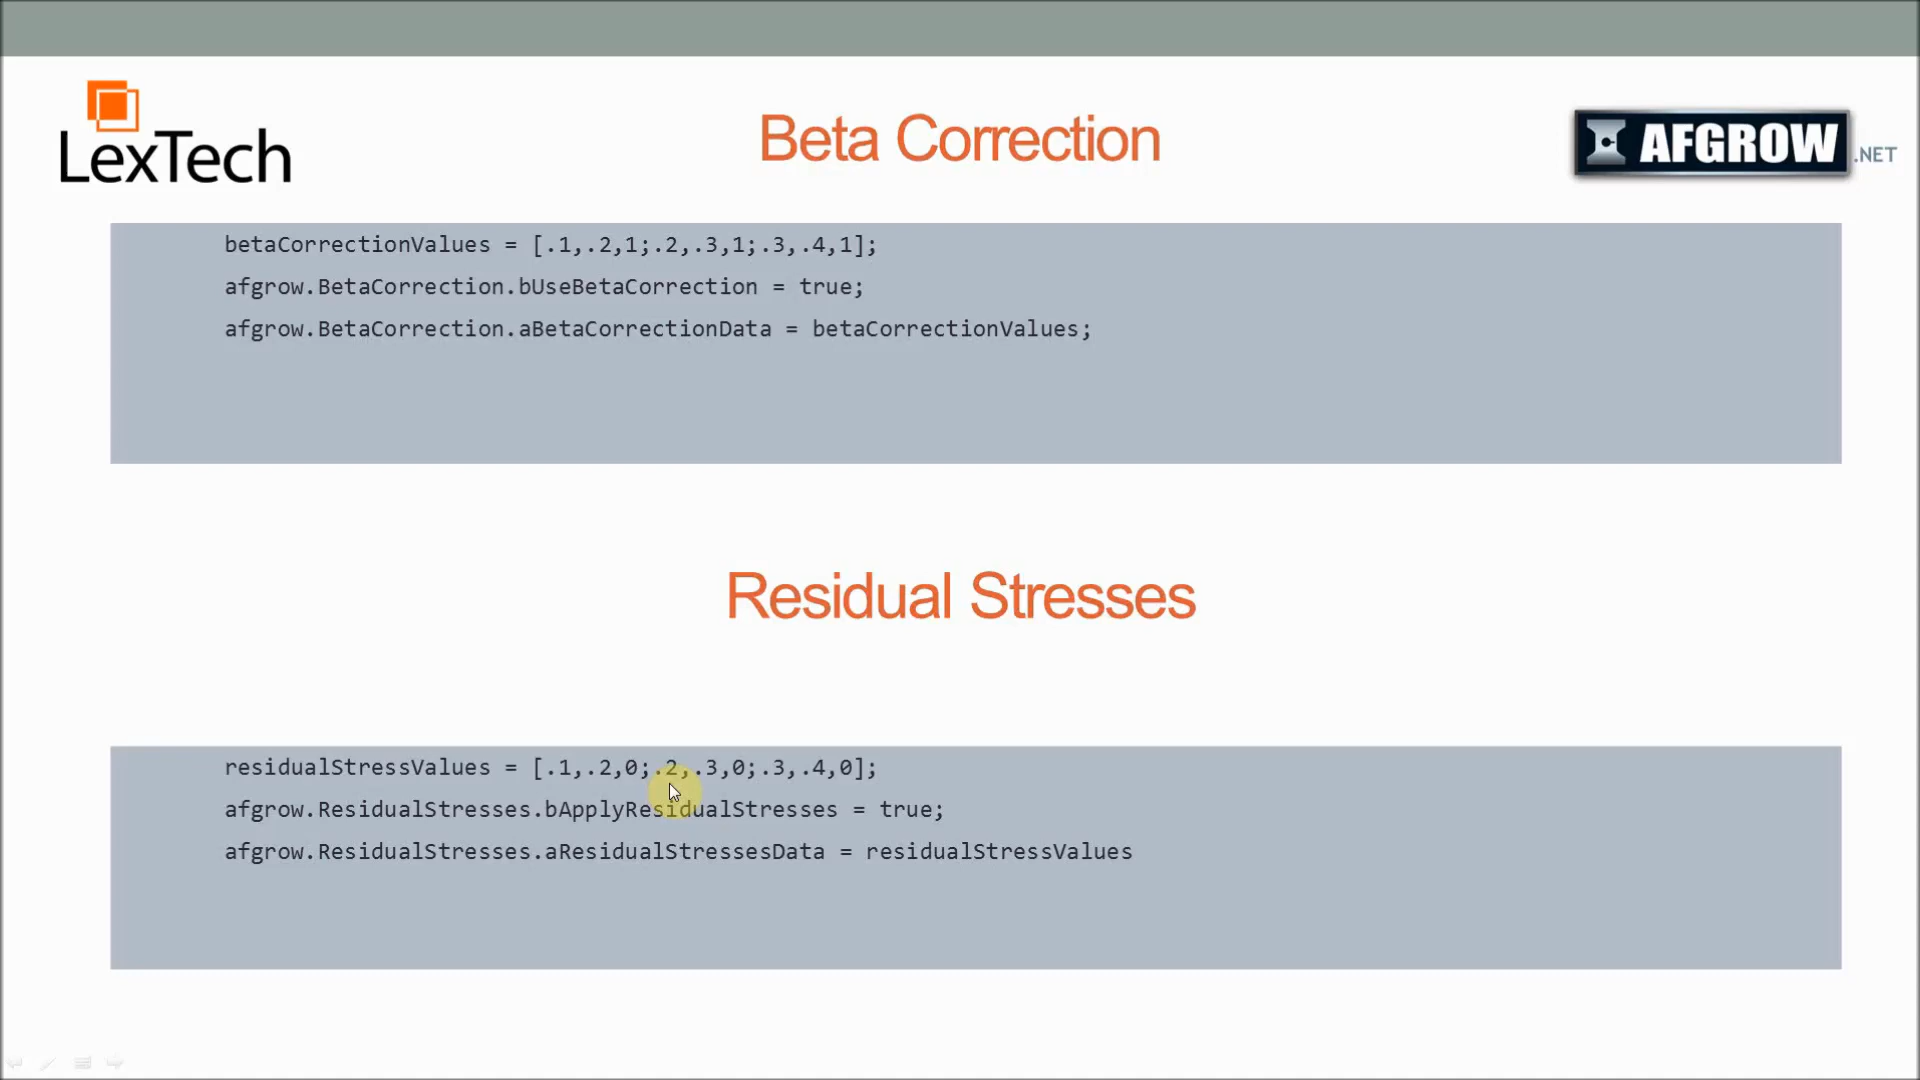 LexTech
Beta Correction
AFGROW
.NET
betaCorrectionValues = [.1,.2,1;.2,.3,1;.3,.4,1];
afgrow.BetaCorrection.bUseBetaCorrection = true;
afgrow.BetaCorrection.aBetaCorrectionData = betaCorrectionValues;
Residual Stresses
residualStressValues = [.1,.2,0;.2,.3,0;.3,.4,0];
afgrow.ResidualStresses.bApplyResidualStresses = true;
afgrow.ResidualStresses.aResidualStressesData = residualStressValues